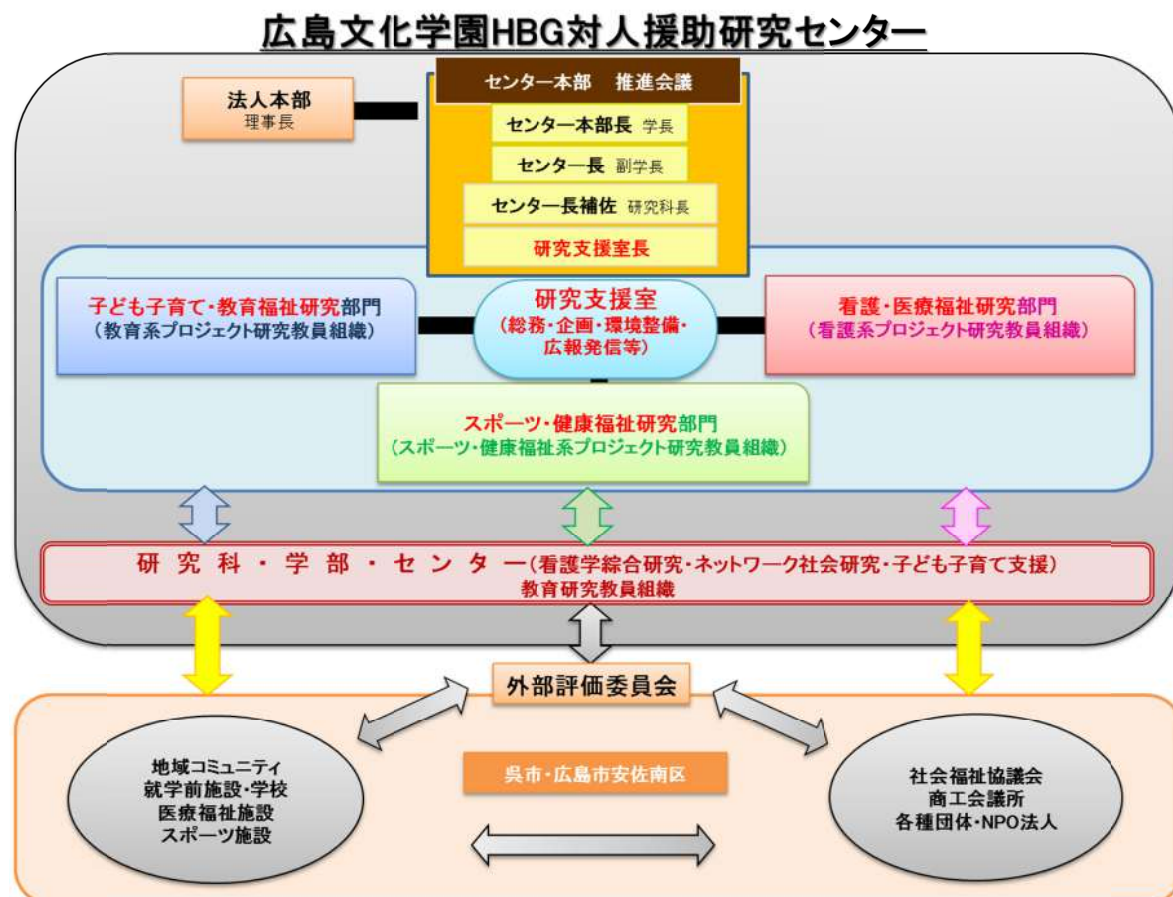 広島文化学園HBG対人援助研究センター
センター本部 推進会議
法人本部
理事長
センター本部長 学長
センター長 副学長
センター長補佐 研究科長
研究支援室長
子ども子育て・教育福祉研究部門
(教育系プロジェクト研究教員組織)
研究支援室
(総務・企画・環境整備・
広報発信等)
看護・医療福祉研究部門
(看護系プロジェクト研究教員組織)
スポーツ・健康福祉研究部門
(スポーツ・健康福祉系プロジェクト研究教員組織)
研究科・学部・センター(看護学綜合研究・ネットワーク社会研究・子ども子育て支援)
教育研究教員組織
外部評価委員会
地域コミュニティ
就学前施設・学校
医療福祉施設
スポーツ施設
呉市・広島市安佐南区
社会福祉協議会
商工会議所
各種団体・NPO法人